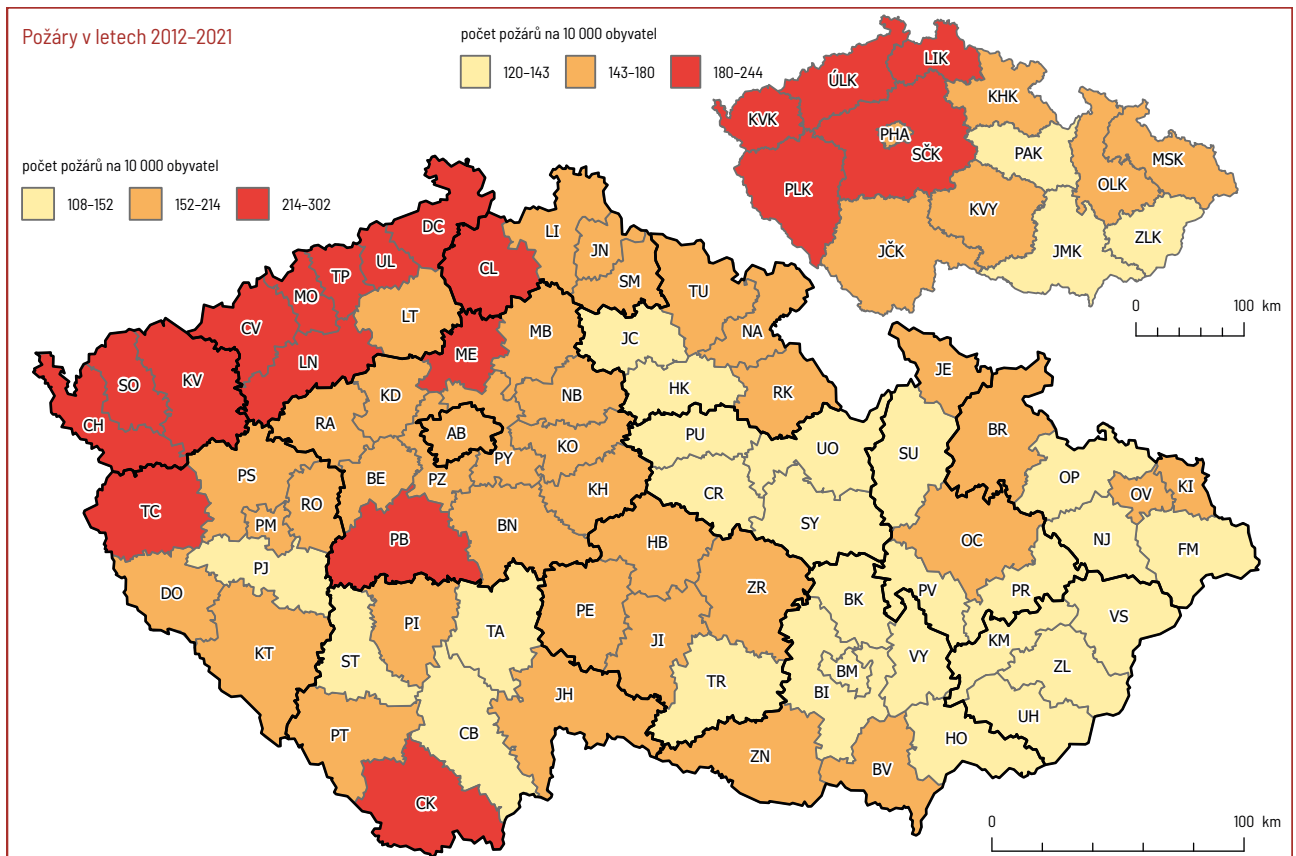 Požáry v letech 2012–2021
počet požárů na 10 000 obyvatel
120–143 143–180 180–244
LIK
ÚLK
KHK
KVK
PHA
SČK
PAK
MSK
PLK
OLK
KVY
ZLK
JČK
JMK
0 100 km
počet požárů na 10 000 obyvatel
108–152 152–214 214–302
DC
LI
JN
UL
CL
TP
SM
TU
MO
LT
CV
MB
NA
JC
ME
LN
JE
SO
KV
HK
KD
NB
RK
CH
RA
BR
AB
PU
KO
UO
SU
PY
PS
OP
BE
PZ
KI
KH
CR
OV
RO
TC
SY
PM
BN
PB
OC
NJ
HB
FM
PJ
ZR
DO
PV
PR
BK
PE
VS
PI
TA
JI
KM
KT
ST
VY
ZL
BM
TR
BI
JH
UH
CB
PT
HO
ZN
BV
CK
0 100 km